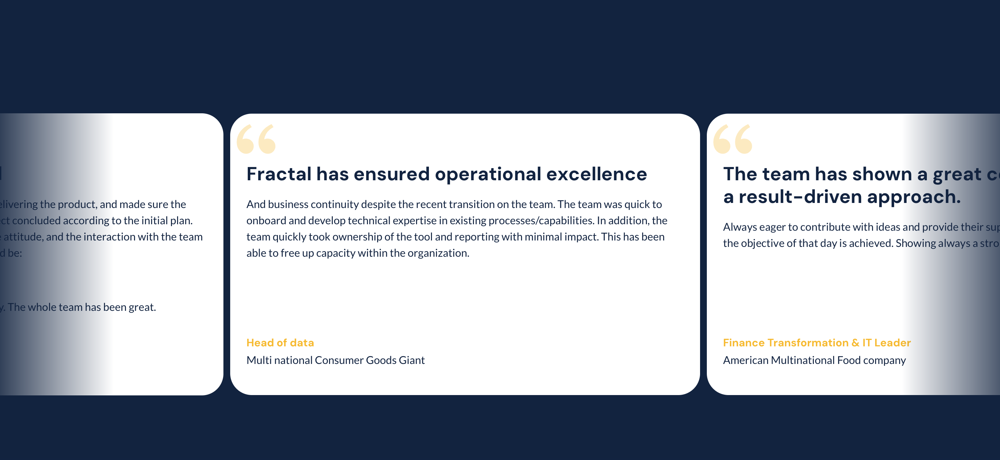 the product, and made sure the
concluded according to the initial plan.
attitude, and the interaction with the team
be:
The whole team has been great.
“
Fractal has ensured operational excellence
And business continuity despite the recent transition on the team. The team was quick to
onboard and develop technical expertise in existing processes/capabilities. In addition, the
team quickly took ownership of the tool and reporting with minimal impact. This has been
able to free up capacity within the organization.
Head of data
Multi national Consumer Goods Giant
“
The team has shown a great
a result-driven approach.
Always eager to contribute with ideas and provide their
the objective of that day is achieved. Showing always a
Finance Transformation & IT Leader
American Multinational Food company